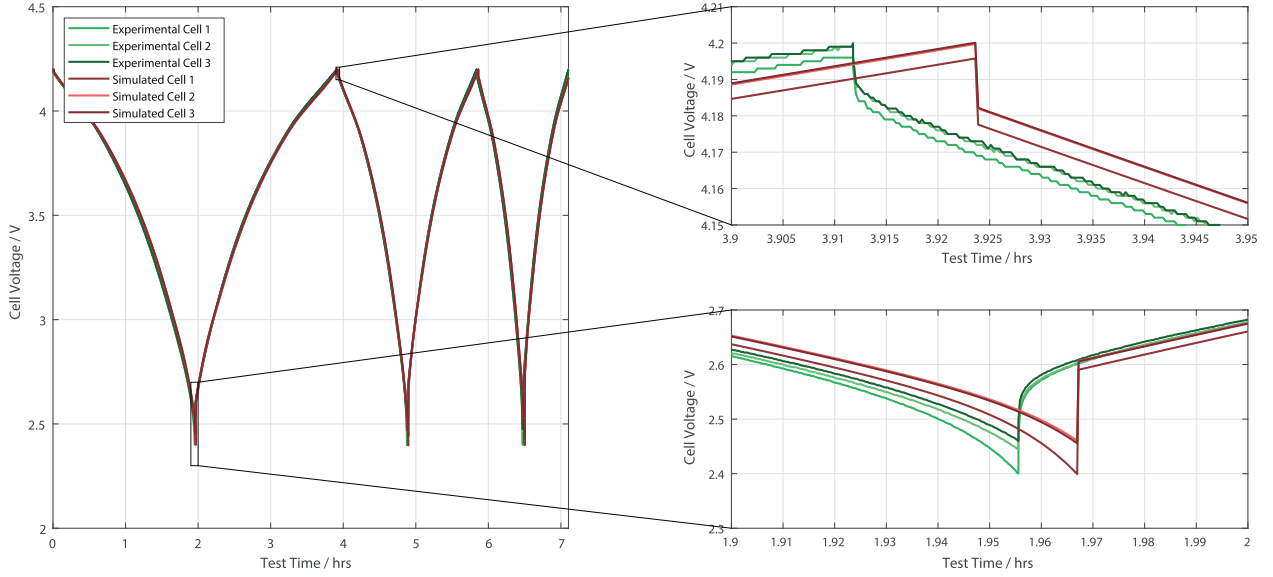 4.5
4
3.5
3
2.5
2
Cell Voltage / V
Experimental Cell 1
Experimental Cell 2
Experimental Cell 3
Simulated Cell 1
Simulated Cell 2
Simulated Cell 3
0 1 2 3 4 5 6 7
Test Time / hrs
4.21
4.2
4.19
4.18
4.17
4.16
4.15
Cell Voltage / V
3.9 3.905 3.91 3.915 3.92 3.925 3.93 3.935 3.94 3.945 3.95
Test Time / hrs
2.7
2.6
2.5
2.4
2.3
Cell Voltage / V
1.9 1.91 1.92 1.93 1.94 1.95 1.96 1.97 1.98 1.99 2
Test Time / hrs